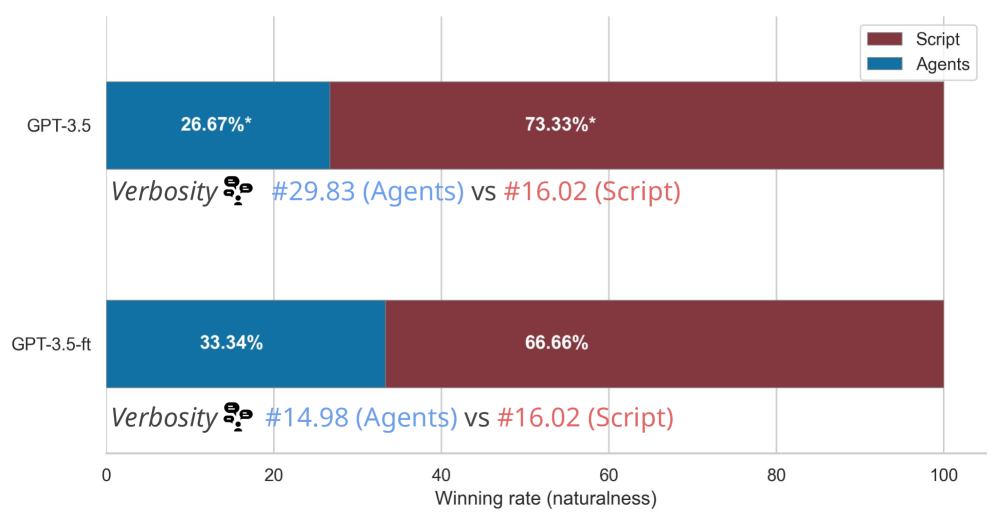 Script
Agents
GPT-3.5
26.67%* 73.33%*
Verbosity #29.83 (Agents) vs #16.02 (Script)
GPT-3.5-ft
33.34% 66.66%
Verbosity #14.98 (Agents) vs #16.02 (Script)
0 20 40 60 80 100
Winning rate (naturalness)